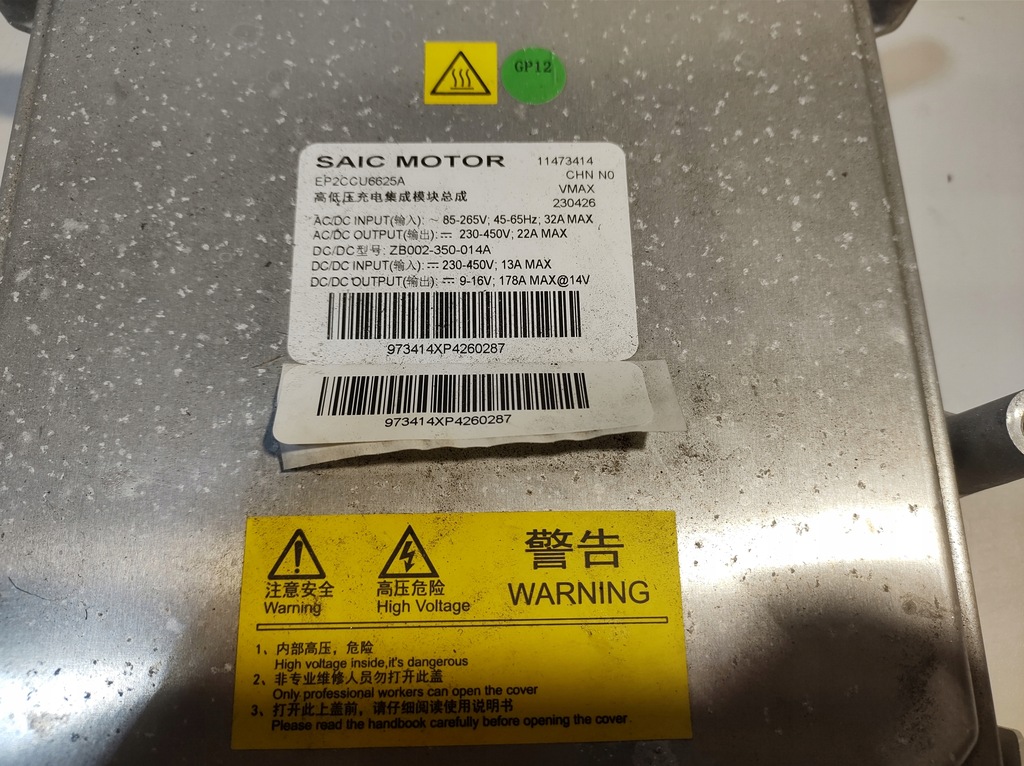 GP12
SAIC MOTOR 11473414
EP2CCU6625A CHN N0
高低压充电集成模块总成 VMAX
230426
AC/DC INPUT(输入): ~ 85-265V; 45-65Hz; 32A MAX
AC/DC OUTPUT(输出): ⎓ 230-450V; 22A MAX
DC/DC型号: ZB002-350-014A
DC/DC INPUT(输入): ⎓ 230-450V; 13A MAX
DC/DC OUTPUT(输出): ⎓ 9-16V; 178A MAX@14V
973414XP4260287
973414XP4260287
警告
注意安全 高压危险
Warning High Voltage WARNING
1、内部高压，危险
High voltage inside,it's dangerous
2、非专业维修人员勿打开此盖
Only professional workers can open the cover
3、打开此上盖前，请仔细阅读使用说明书
Please read the handbook carefully before opening the cover